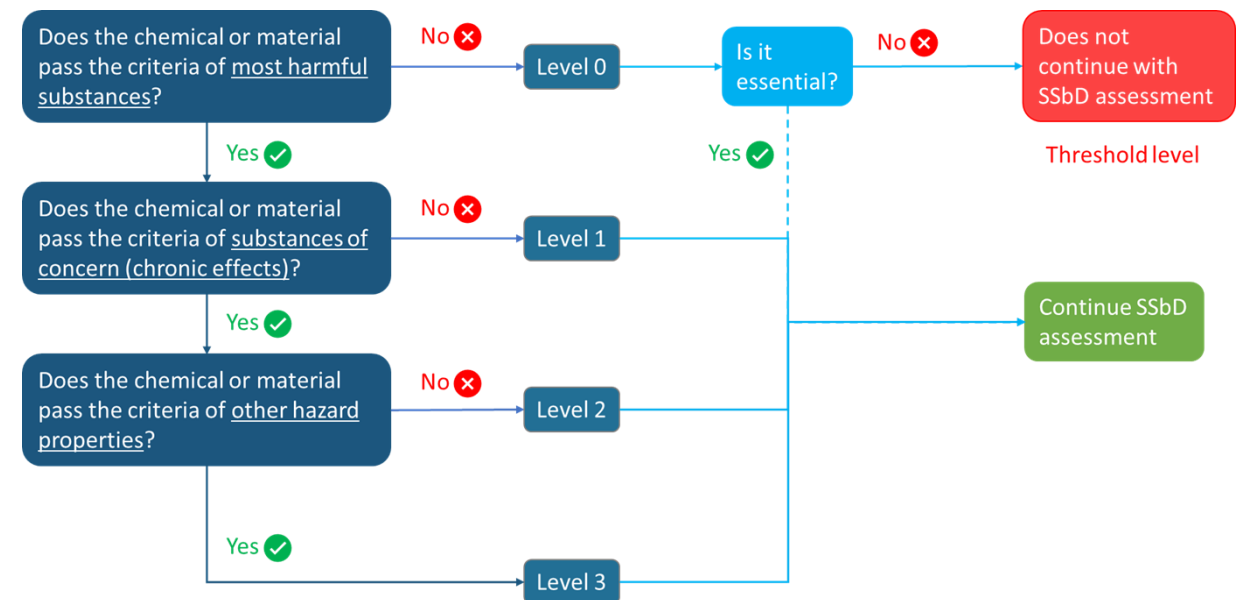 Does the chemical or material
pass the criteria of most harmful
substances?
No
Level 0
Is it
essential?
No
Does not
continue with
SSbD assessment
Yes
Yes
Threshold level
Does the chemical or material
pass the criteria of substances of
concern (chronic effects)?
No
Level 1
Yes
Continue SSbD
assessment
Does the chemical or material
pass the criteria of other hazard
properties?
No
Level 2
Yes
Level 3